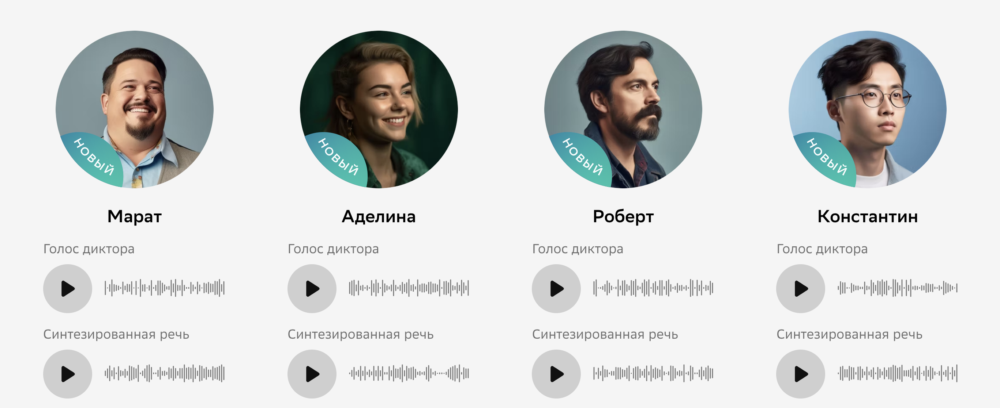 НОВЫЙ
НОВЫЙ
НОВЫЙ
НОВЫЙ
Марат
Аделина
Роберт
Константин
Голос диктора
Голос диктора
Голос диктора
Голос диктора
Синтезированная речь
Синтезированная речь
Синтезированная речь
Синтезированная речь